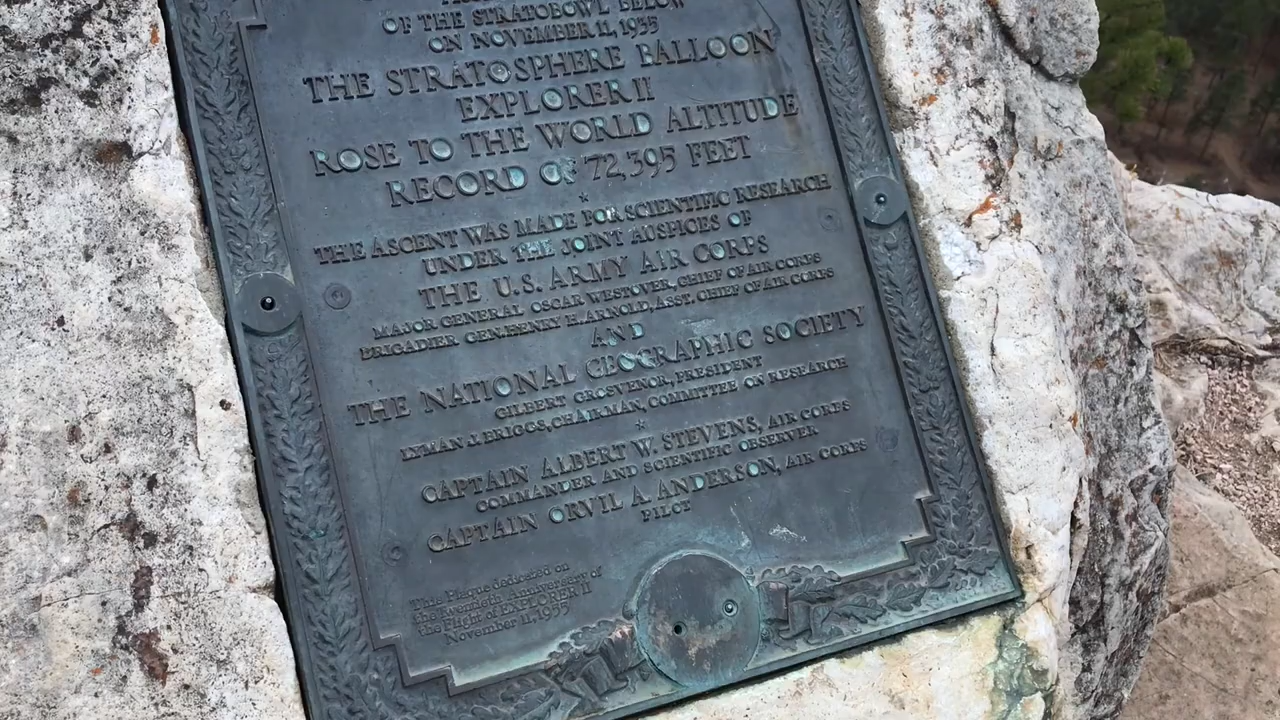 OF THE STRATOBOWL BELOW
ON NOVEMBER 11, 1935
THE STRATOSPHERE BALLOON
EXPLORER II
ROSE TO THE WORLD ALTITUDE
RECORD OF 72,395 FEET
THE ASCENT WAS MADE FOR SCIENTIFIC RESEARCH
UNDER THE JOINT AUSPICES OF
THE U.S. ARMY AIR CORPS
MAJOR GENERAL OSCAR WESTOVER, CHIEF OF AIR CORPS
BRIGADIER GEN. HENRY H. ARNOLD, ASST. CHIEF OF AIR CORPS
AND
THE NATIONAL GEOGRAPHIC SOCIETY
GILBERT GROSVENOR, PRESIDENT
LYMAN J. BRIGGS, CHAIRMAN, COMMITTEE ON RESEARCH
CAPTAIN ALBERT W. STEVENS, AIR CORPS
COMMANDER AND SCIENTIFIC OBSERVER
CAPTAIN ORVIL A. ANDERSON, AIR CORPS
PILOT
This Plaque dedicated on
the Twentieth Anniversary of
the Flight of EXPLORER II
November 11, 1955